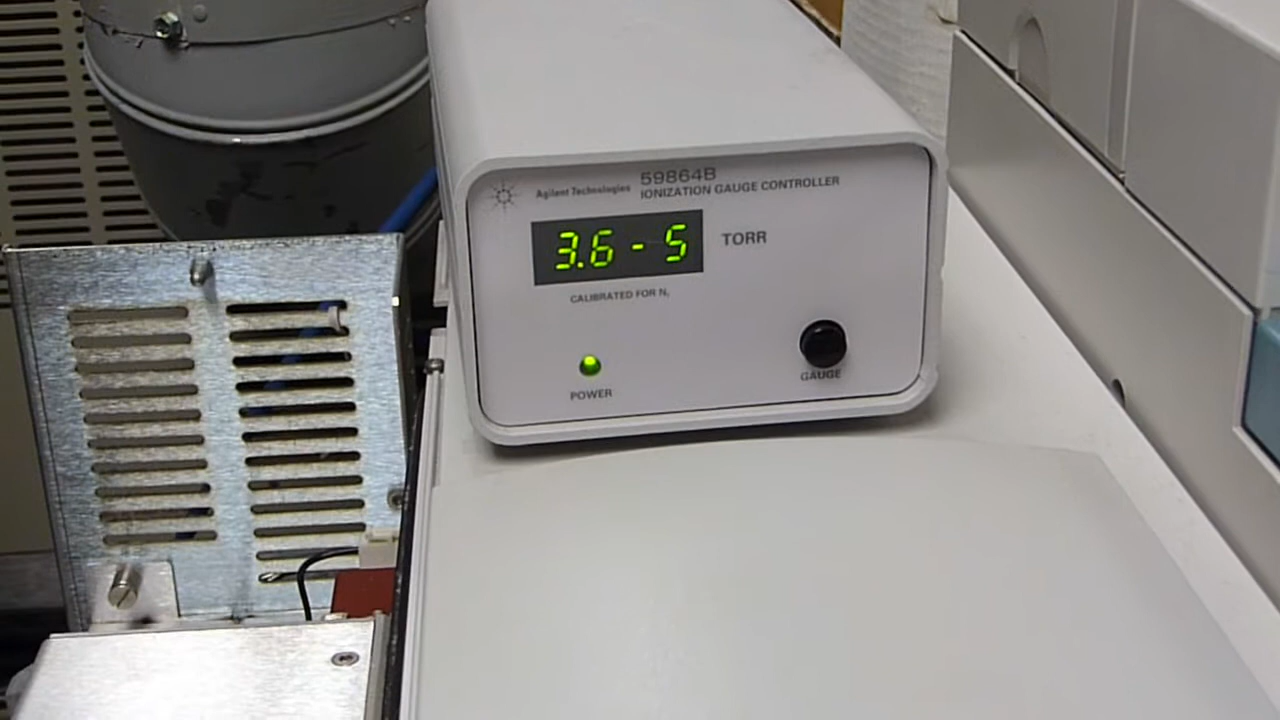 Agilent Technologies
59864B
IONIZATION GAUGE CONTROLLER
3.6 - 5
TORR
CALIBRATED FOR N₂
POWER
GAUGE